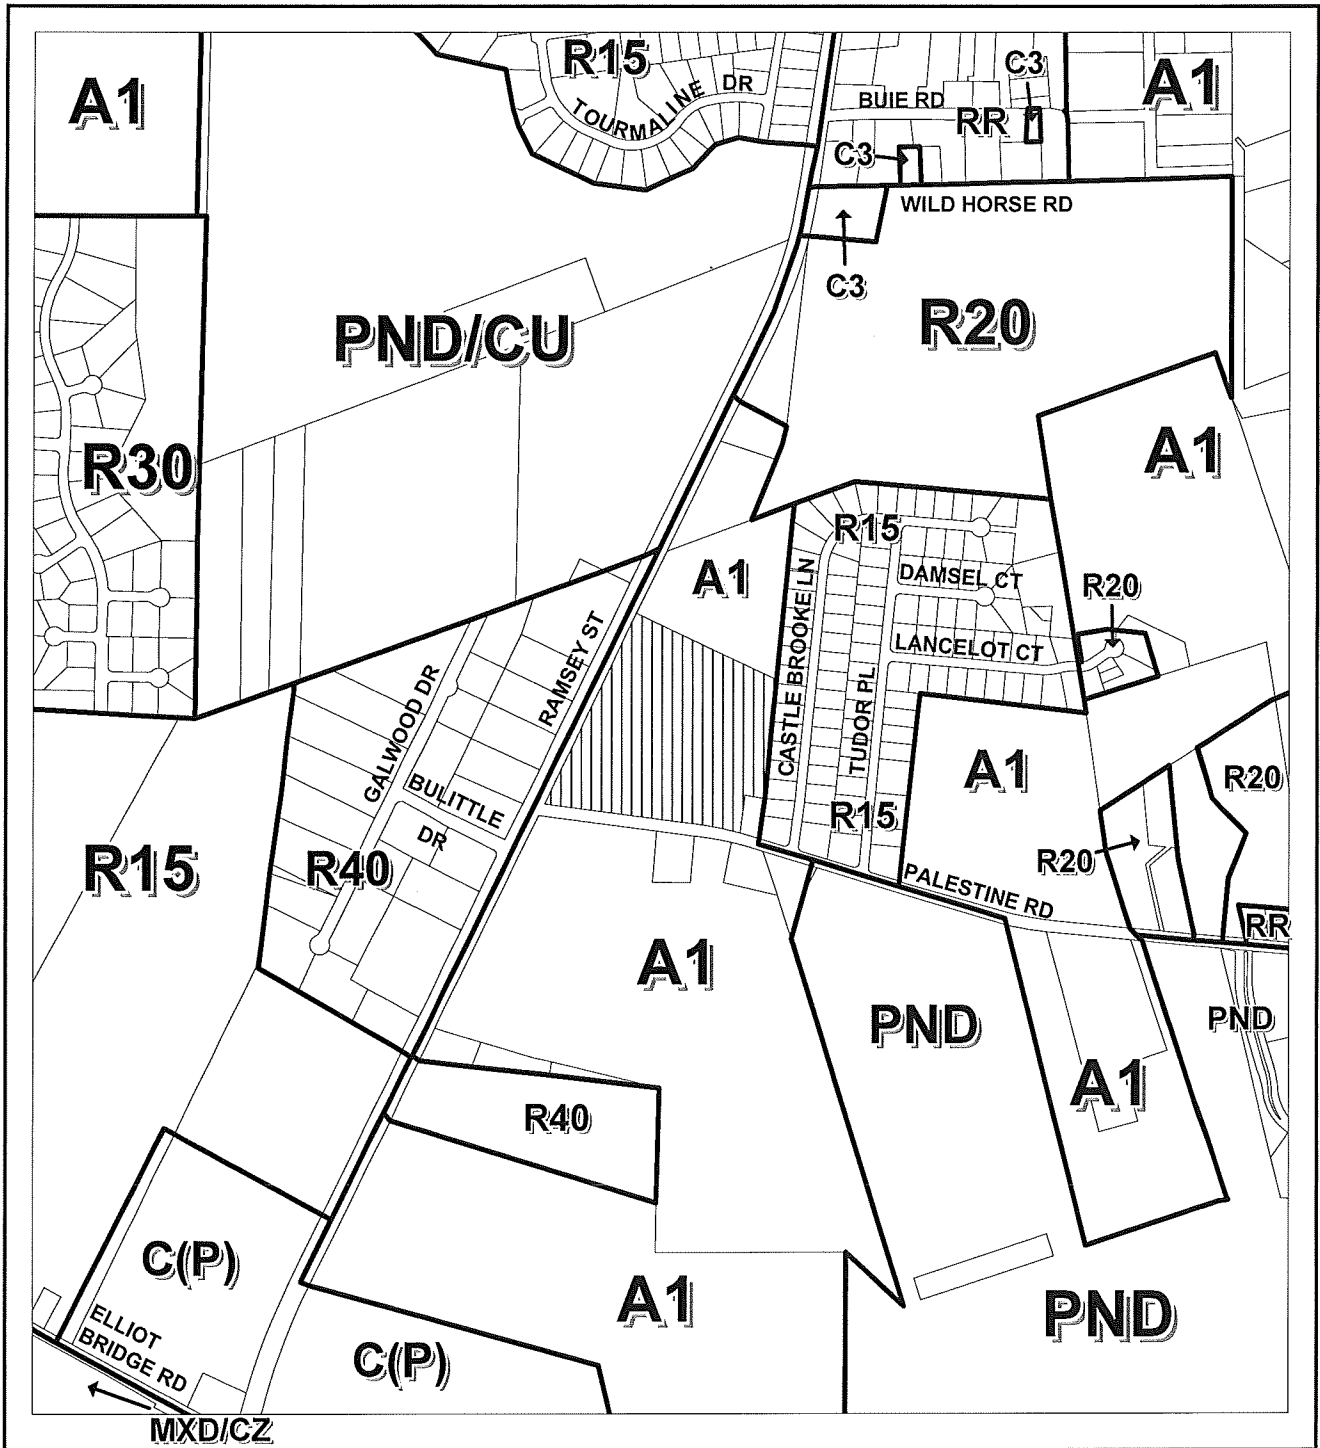 R15
C3
A1
A1
TOURMALINE DR
BUIE RD
RR
C3
WILD HORSE RD
C3
R20
PND/CU
A1
R30
R15
DAMSEL CT
A1
R20
CASTLE BROOKE LN
LANCELOT CT
RAMSEY ST
GALWOOD DR
TUDOR PL
A1
R20
BULITTLE
DR
R15
R20
R15
R40
PALESTINE RD
RR
A1
PND
PND
A1
R40
C(P)
A1
PND
ELLIOT
BRIDGE RD
C(P)
MXD/CZ